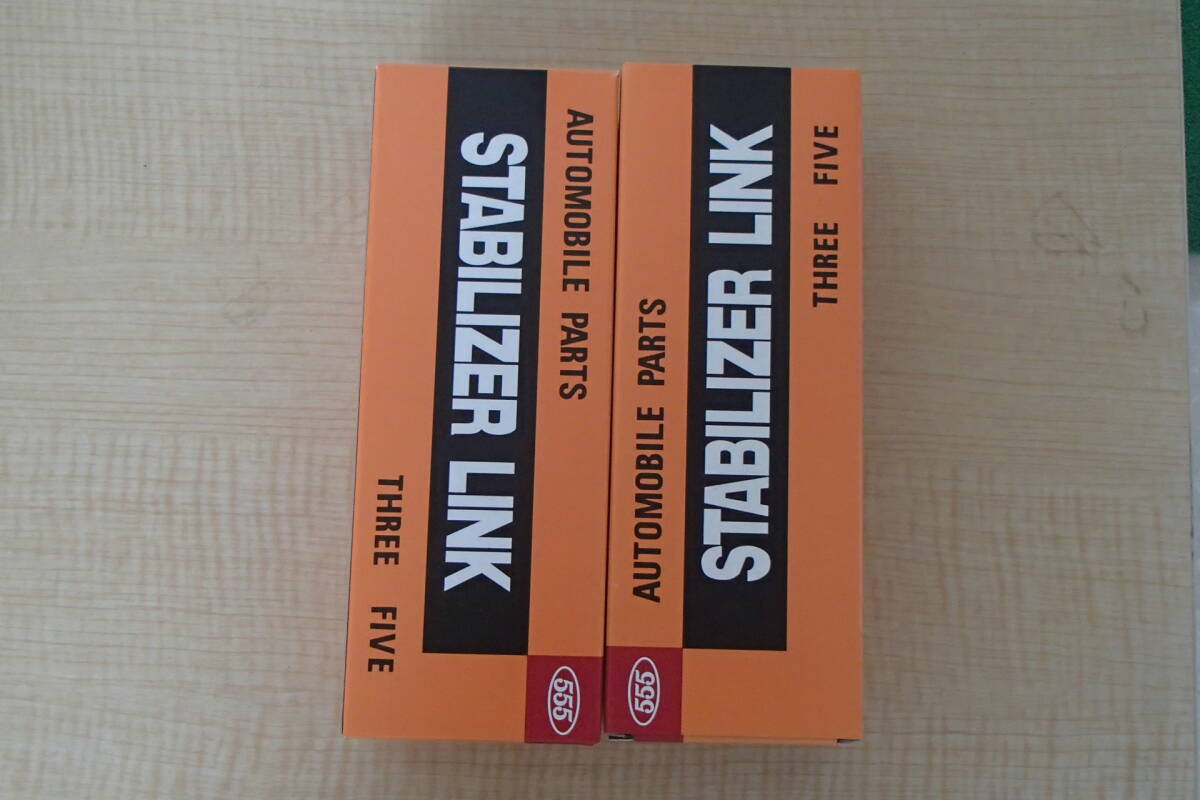 AUTOMOBILE PARTS
STABILIZER LINK
THREE FIVE
555
AUTOMOBILE PARTS
STABILIZER LINK
THREE FIVE
555